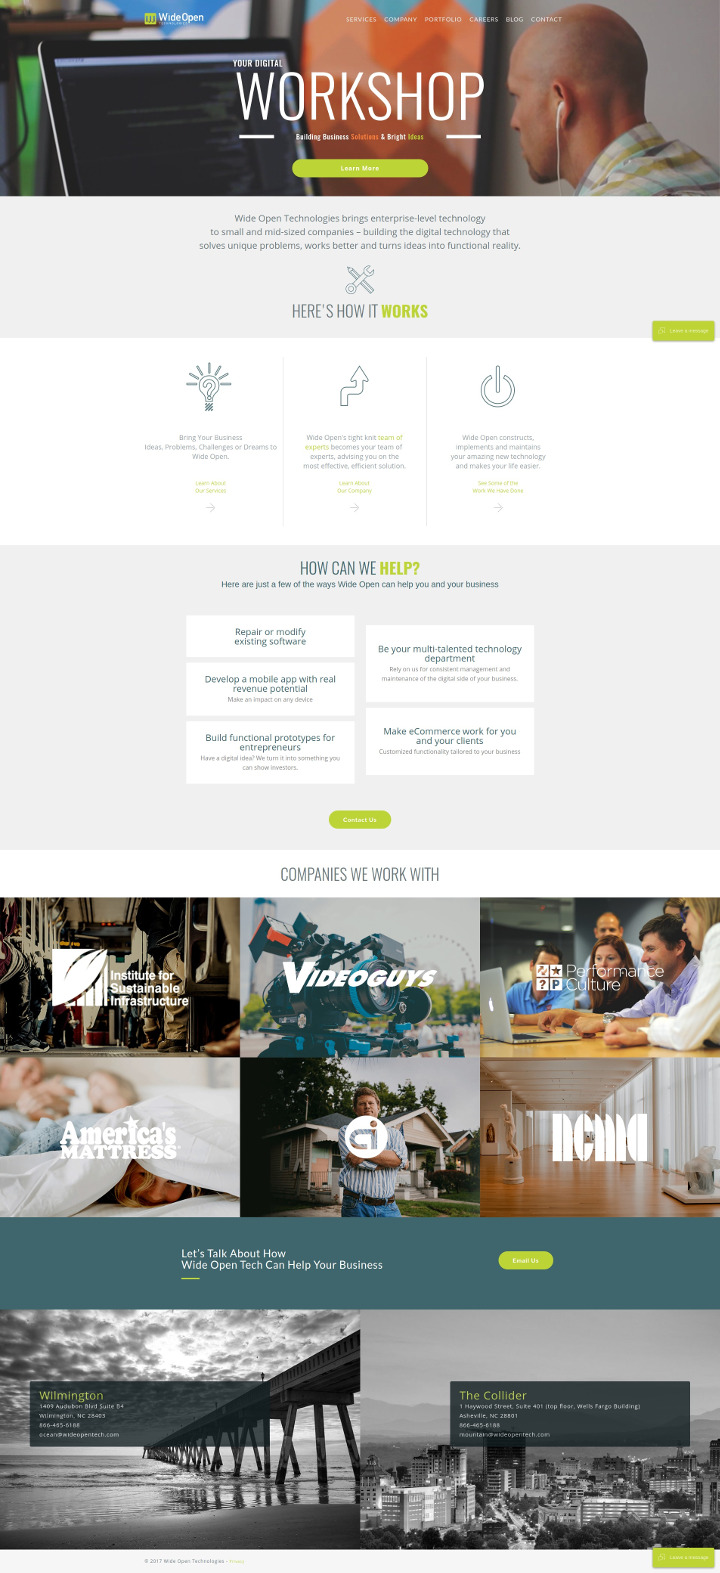 WideOpen
SERVICES COMPANY PORTFOLIO CAREERS BLOG CONTACT
YOUR DIGITAL
WORKSHOP
Building Business Solutions & Bright Ideas
Learn More
Wide Open Technologies brings enterprise-level technology
to small and mid-sized companies – building the digital technology that
solves unique problems, works better and turns ideas into functional reality.
HERE'S HOW IT WORKS
Leave a message
Bring Your Business
Ideas, Problems, Challenges or Dreams to
Wide Open.
Learn About
Our Services
Wide Open's tight knit team of
experts becomes your team of
experts, advising you on the
most effective, efficient solution.
Learn About
Our Company
Wide Open constructs,
implements and maintains
your amazing new technology
and makes your life easier.
See Some of the
Work We Have Done
HOW CAN WE HELP?
Here are just a few of the ways Wide Open can help you and your business
Repair or modify
existing software
Develop a mobile app with real
revenue potential
Make an impact on any device
Build functional prototypes for
entrepreneurs
Have a digital idea? We turn it into something you
can show investors.
Be your multi-talented technology
department
Rely on us for consistent management and
maintenance of the digital side of your business.
Make eCommerce work for you
and your clients
Customized functionality tailored to your business
Contact Us
COMPANIES WE WORK WITH
Institute for
Sustainable
Infrastructure
VIDEOGUYS
Performance
Culture
America's
MATTRESS
ncma
Let's Talk About How
Wide Open Tech Can Help Your Business
Email Us
Wilmington
1409 Audubon Blvd Suite B4
Wilmington, NC 28403
866-465-6188
ocean@wideopentech.com
The Collider
1 Haywood Street, Suite 401 (top floor, Wells Fargo Building)
Asheville, NC 28801
866-465-6188
mountain@wideopentech.com
© 2017 Wide Open Technologies - Privacy
Leave a message